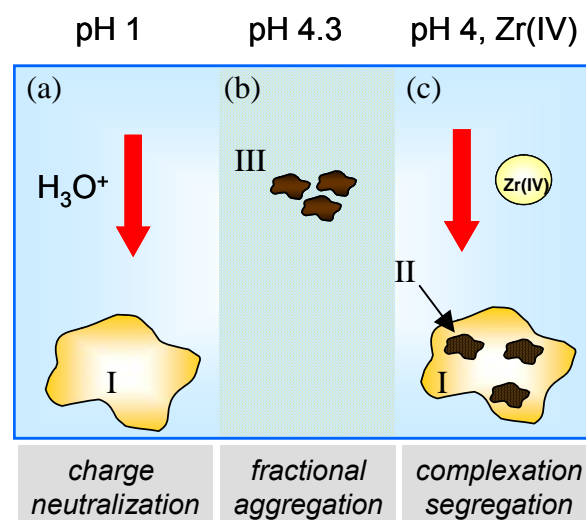 pH 1
pH 4.3
pH 4, Zr(IV)
(a)
(b)
(c)
III
H₃O⁺
Zr(IV)
II
I
I
charge
neutralization
fractional
aggregation
complexation
segregation